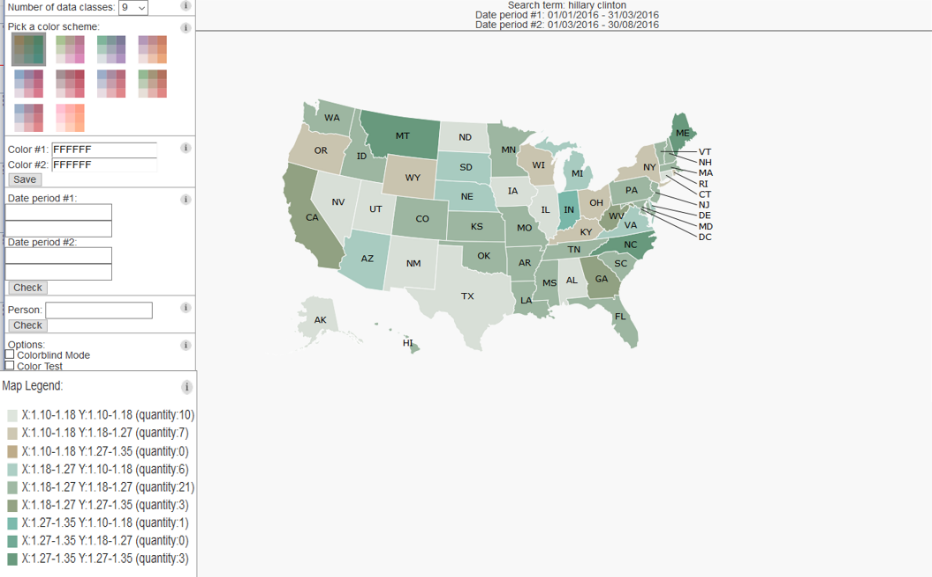 Number of data classes: 9
Pick a color scheme:
Color #1: FFFFFF
Color #2: FFFFFF
Save
Date period #1:
Date period #2:
Check
Person:
Check
Options:
Colorblind Mode
Color Test
Map Legend:
X:1.10-1.18 Y:1.10-1.18 (quantity:10)
X:1.10-1.18 Y:1.18-1.27 (quantity:7)
X:1.10-1.18 Y:1.27-1.35 (quantity:0)
X:1.18-1.27 Y:1.10-1.18 (quantity:6)
X:1.18-1.27 Y:1.18-1.27 (quantity:21)
X:1.18-1.27 Y:1.27-1.35 (quantity:3)
X:1.27-1.35 Y:1.10-1.18 (quantity:1)
X:1.27-1.35 Y:1.18-1.27 (quantity:0)
X:1.27-1.35 Y:1.27-1.35 (quantity:3)
Search term: hillary clinton
Date period #1: 01/01/2016 - 31/03/2016
Date period #2: 01/03/2016 - 30/08/2016
WA
MT
ND
MN
ME
OR
ID
WY
SD
WI
MI
NY
VT
NH
MA
RI
CT
NJ
DE
MD
DC
NV
UT
NE
IA
IL
IN
OH
PA
CA
CO
KS
MO
KY
WV
VA
AZ
NM
OK
AR
TN
NC
SC
TX
LA
MS
AL
GA
FL
AK
HI